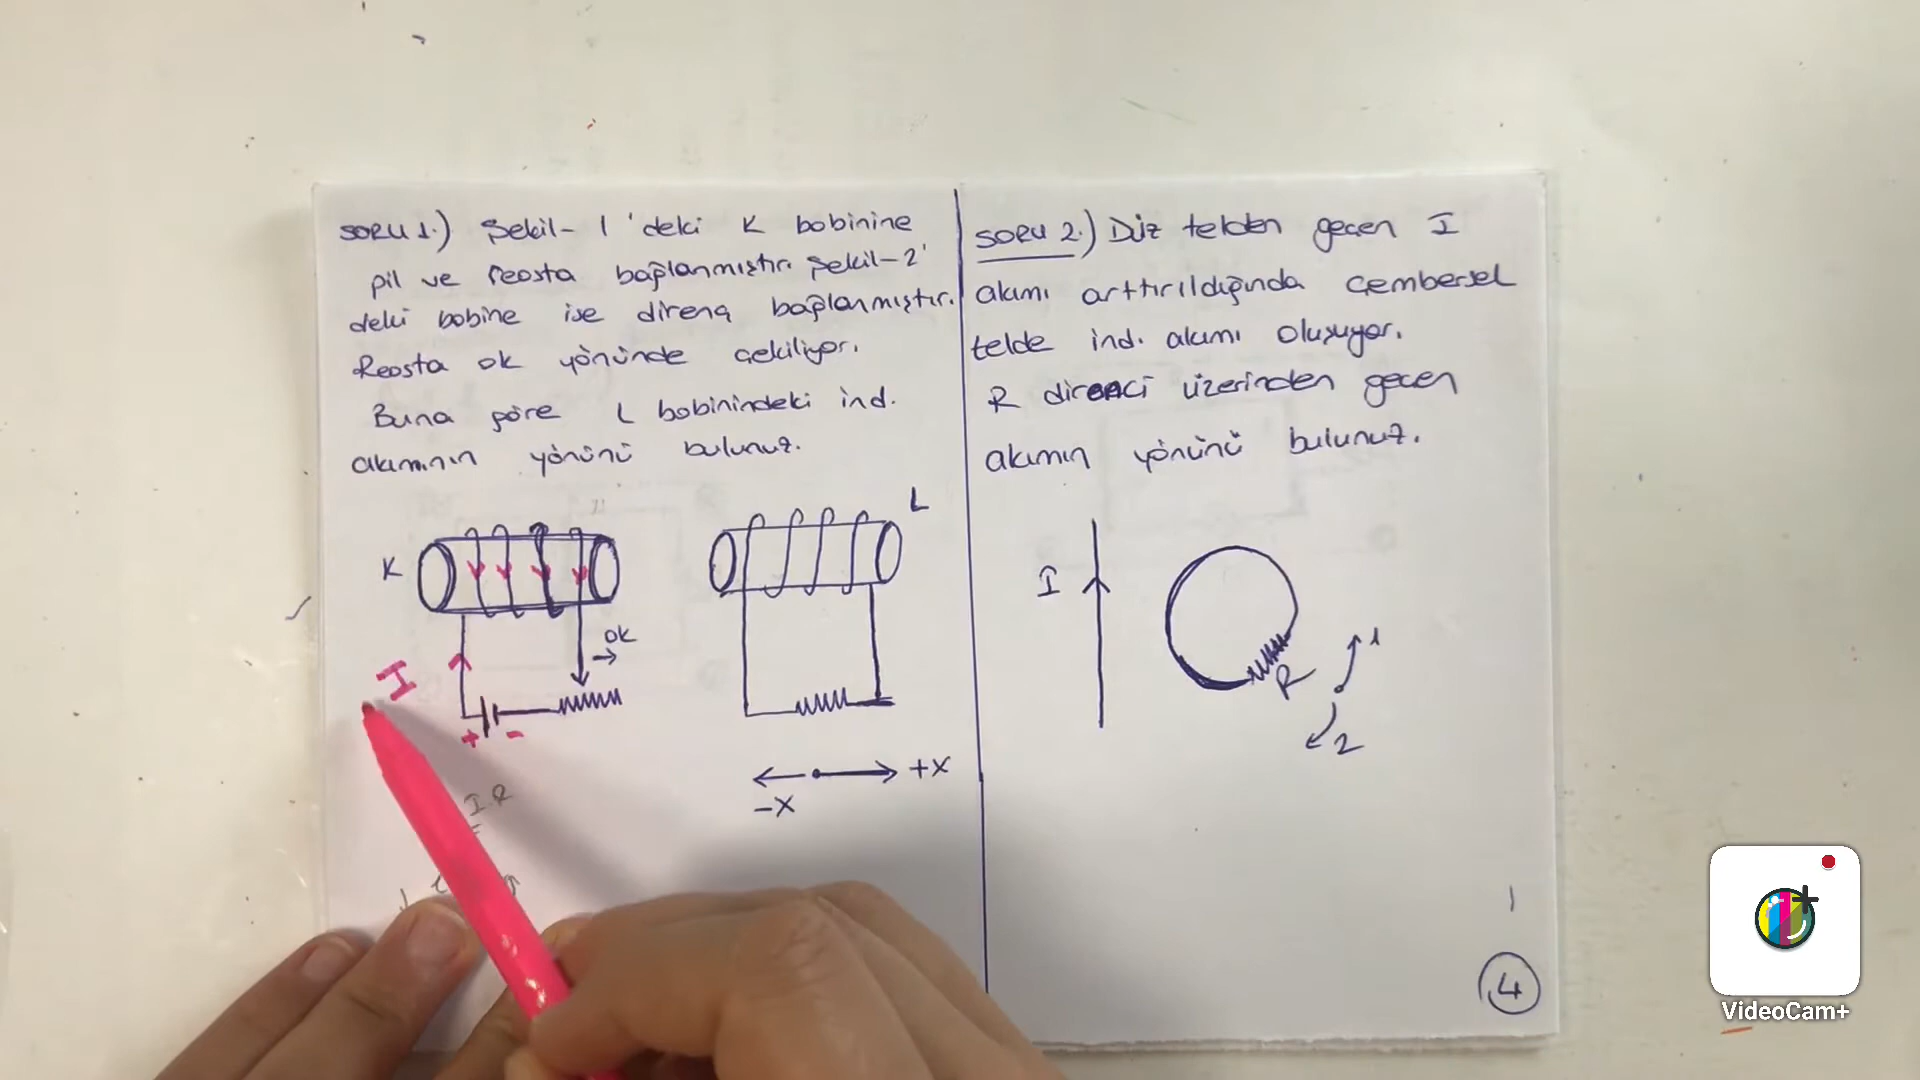 SORU 1.) Şekil-1 'deki K bobinine
pil ve reosta bağlanmıştır. Şekil-2'
deki bobine ise direnç bağlanmıştır.
Reosta ok yönünde çekiliyor.
Buna göre L bobinindeki ind.
akımının yönünü bulunuz.
K
I
+ -
ok
I.R
L
-x
+x
SORU 2.) Düz telden geçen I
akımı arttırıldığında çembersel
telde ind. akımı oluşuyor.
R direnci üzerinden geçen
akımın yönünü bulunuz.
I
R
1
2
4
VideoCam+